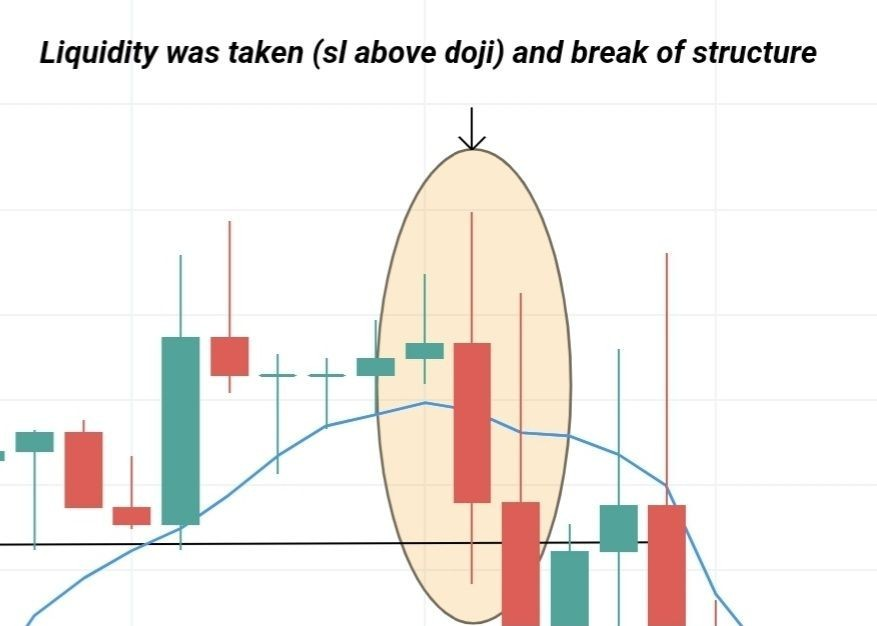 Liquidity was taken (sl above doji) and break of structure